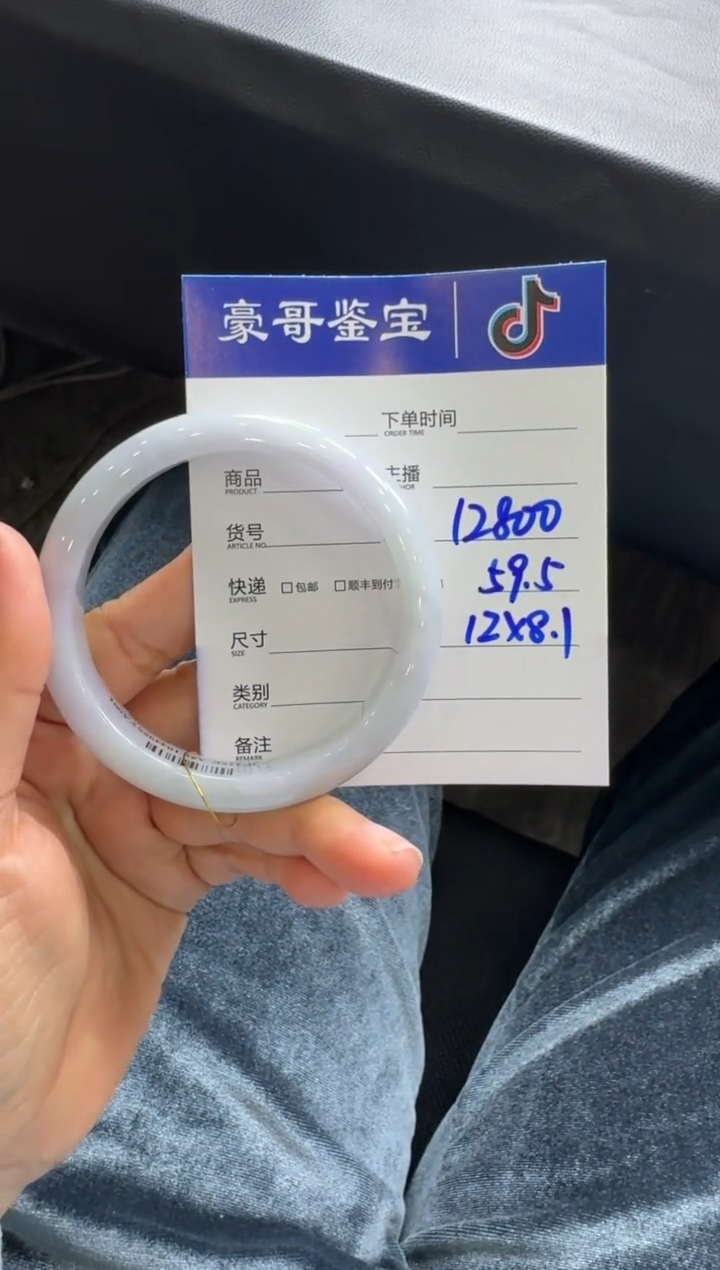 豪哥鉴宝
下单时间
ORDER TIME
商品
PRODUCT
主播
货号
ARTICLE NO.
12800
快递 包邮 顺丰到付
EXPRESS
59.5
尺寸
SIZE
12x8.1
类别
CATEGORY
备注
REMARK